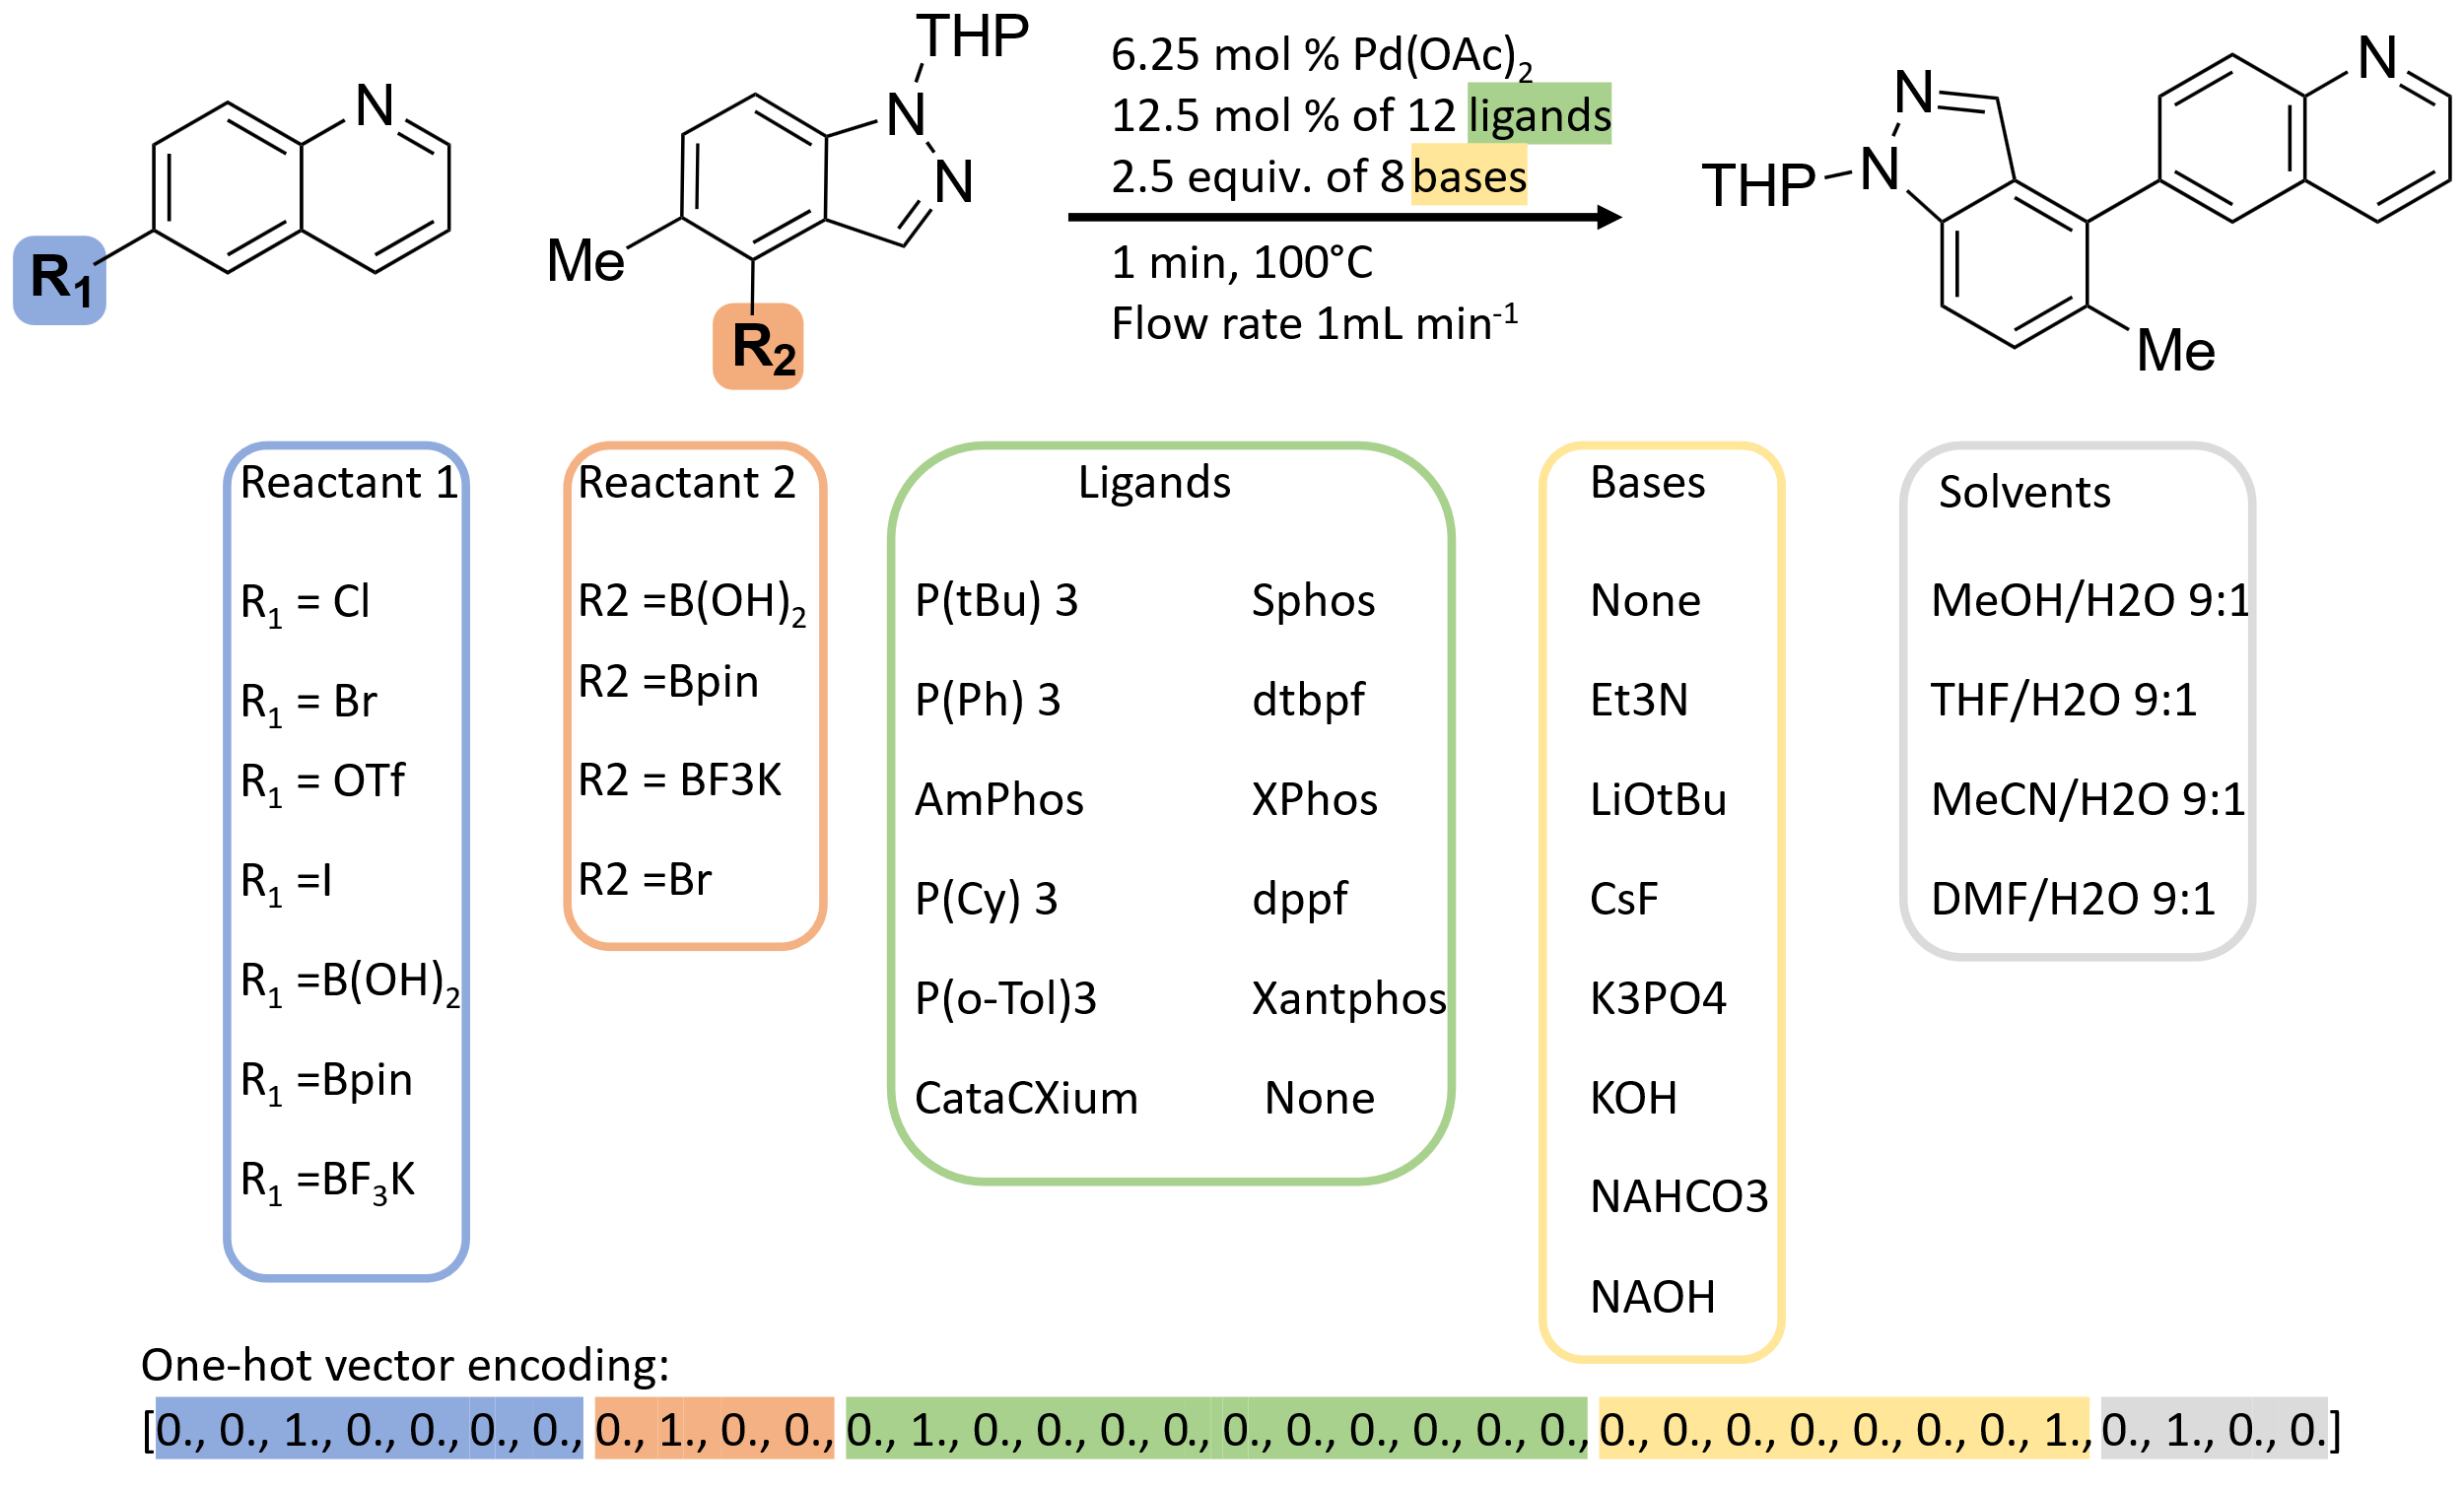 THP
N
N
N
Me
R1
R2
6.25 mol % Pd(OAc)2
12.5 mol % of 12 ligands
2.5 equiv. of 8 bases
1 min, 100°C
Flow rate 1mL min-1
N
N
N
THP
Me
Reactant 1
R1 = Cl
R1 = Br
R1 = OTf
R1 =I
R1 =B(OH)2
R1 =Bpin
R1 =BF3K
Reactant 2
R2 =B(OH)2
R2 =Bpin
R2 = BF3K
R2 =Br
Ligands
P(tBu) 3
P(Ph) 3
AmPhos
P(Cy) 3
P(o-Tol)3
CataCXium
Sphos
dtbpf
XPhos
dppf
Xantphos
None
Bases
None
Et3N
LiOtBu
CsF
K3PO4
KOH
NAHCO3
NAOH
Solvents
MeOH/H2O 9:1
THF/H2O 9:1
MeCN/H2O 9:1
DMF/H2O 9:1
One-hot vector encoding:
[0., 0., 1., 0., 0., 0., 0., 0., 1., 0., 0., 0., 1., 0., 0., 0., 0., 0., 0., 0., 0., 0., 0., 0., 0., 0., 0., 0., 0., 0., 1., 0., 1., 0., 0.]